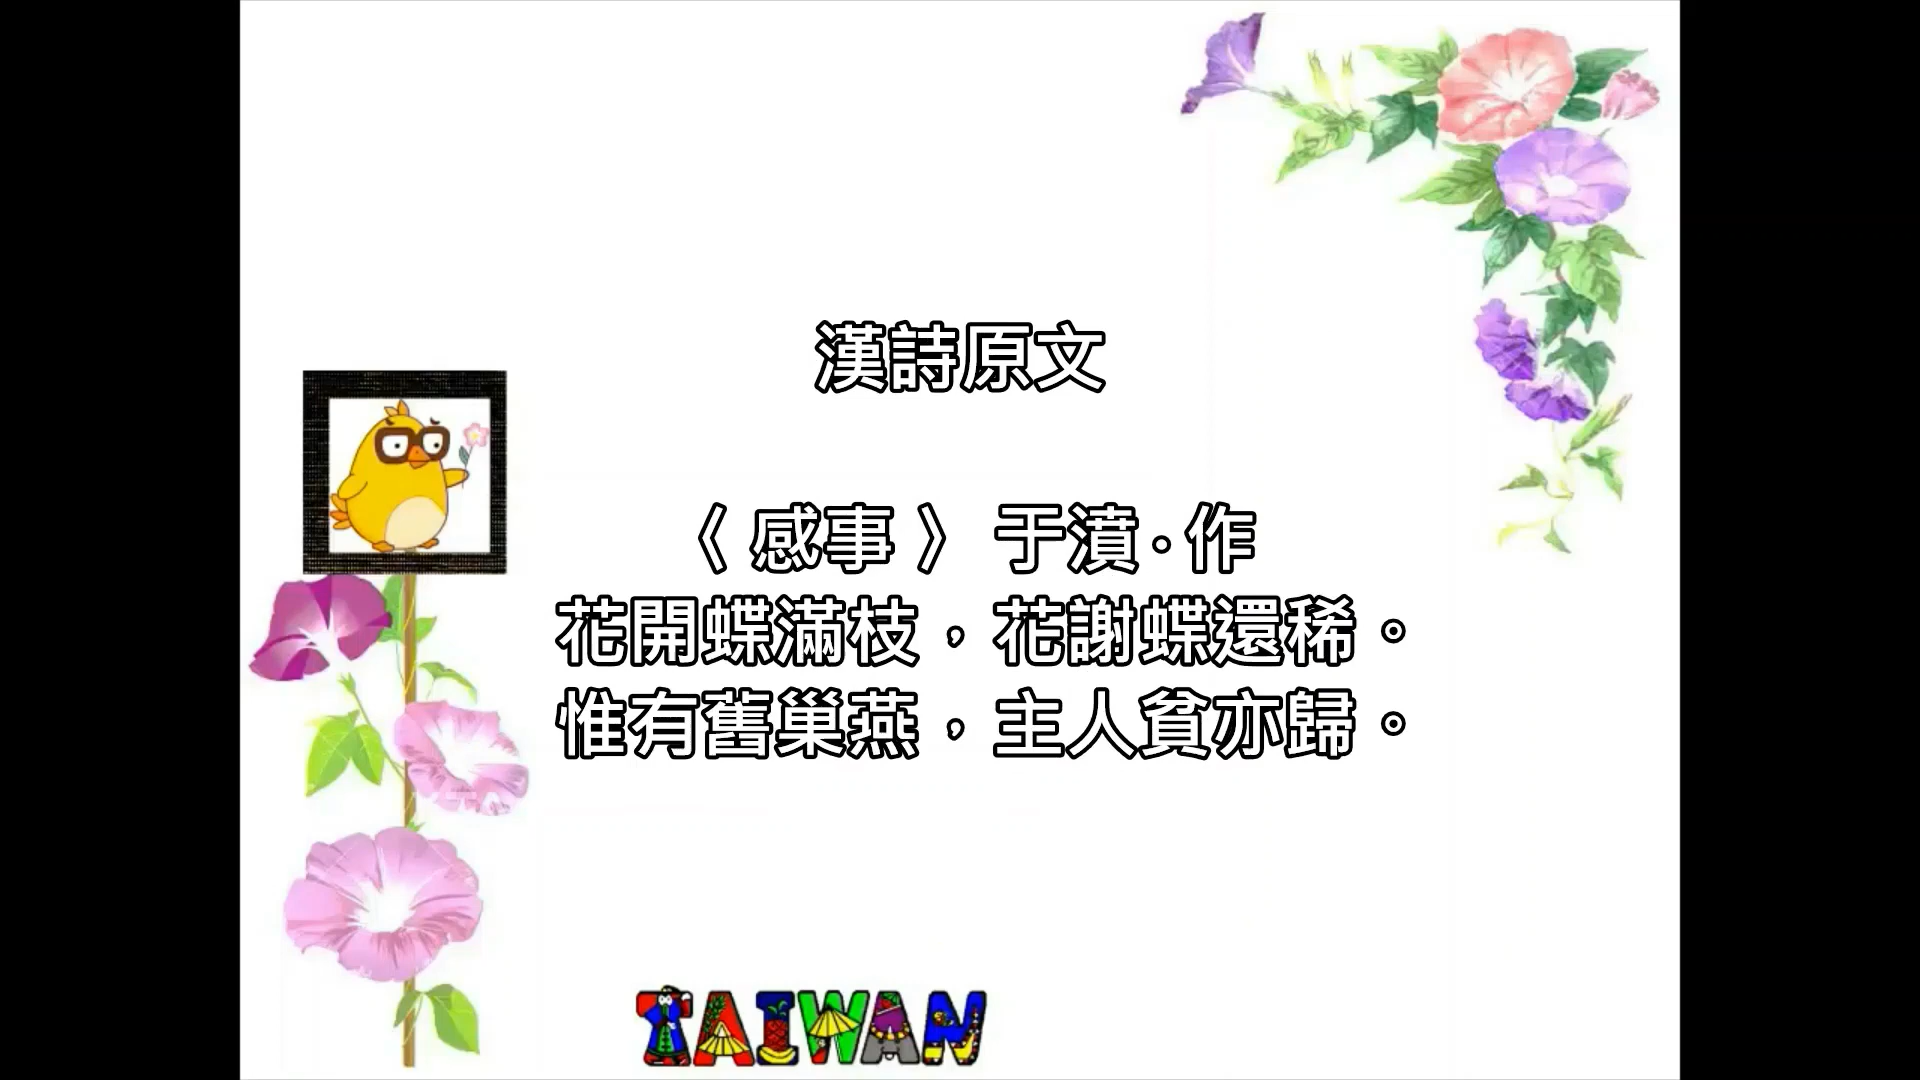 漢詩原文
〈感事〉 于濆·作
花開蝶滿枝，花謝蝶還稀。
惟有舊巢燕，主人貧亦歸。
TAIWAN